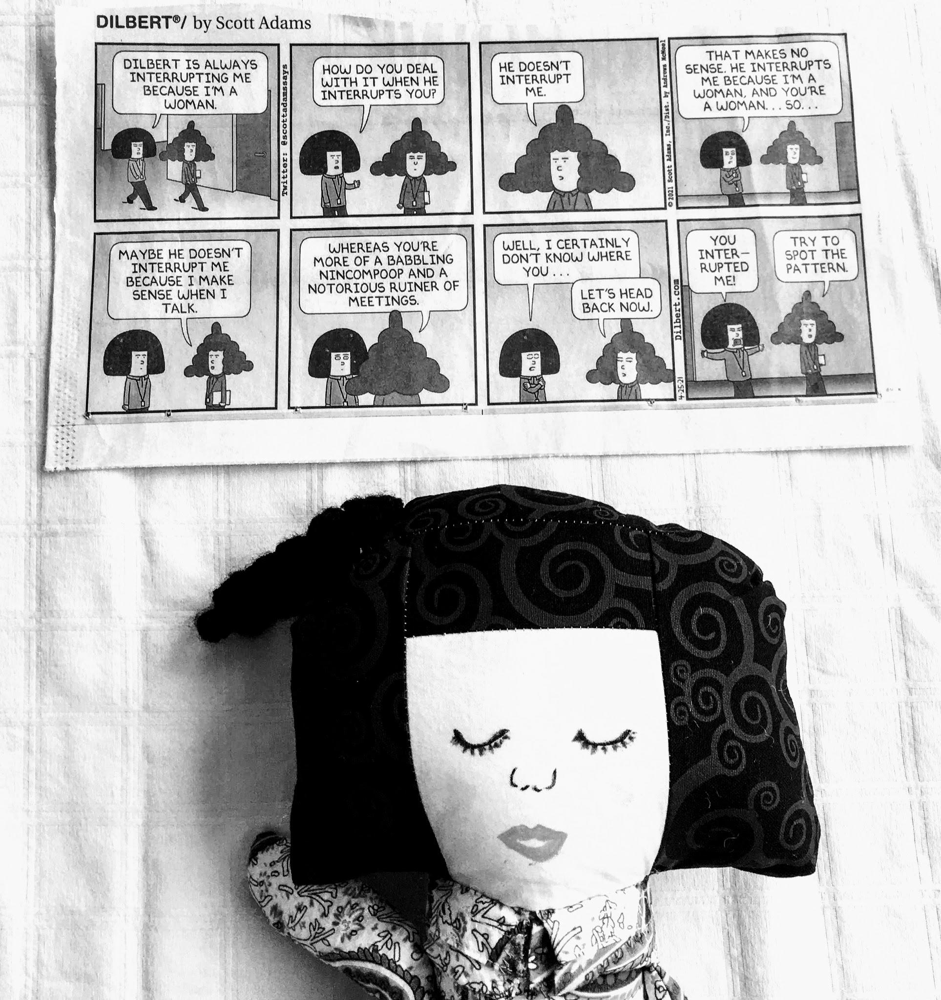 DILBERT®/ by Scott Adams
DILBERT IS ALWAYS
INTERRUPTING ME
BECAUSE I'M A
WOMAN.
Twitter: @scottadamssays
HOW DO YOU DEAL
WITH IT WHEN HE
INTERRUPTS YOU?
HE DOESN'T
INTERRUPT
ME.
©2021 Scott Adams, Inc./Dist. by Andrews McMeel
THAT MAKES NO
SENSE. HE INTERRUPTS
ME BECAUSE I'M A
WOMAN, AND YOU'RE
A WOMAN... SO...
MAYBE HE DOESN'T
INTERRUPT ME
BECAUSE I MAKE
SENSE WHEN I
TALK.
WHEREAS YOU'RE
MORE OF A BABBLING
NINCOMPOOP AND A
NOTORIOUS RUINER OF
MEETINGS.
WELL, I CERTAINLY
DON'T KNOW WHERE
YOU...
LET'S HEAD
BACK NOW.
4-25-21 Dilbert.com
YOU
INTER-
RUPTED
ME!
TRY TO
SPOT THE
PATTERN.